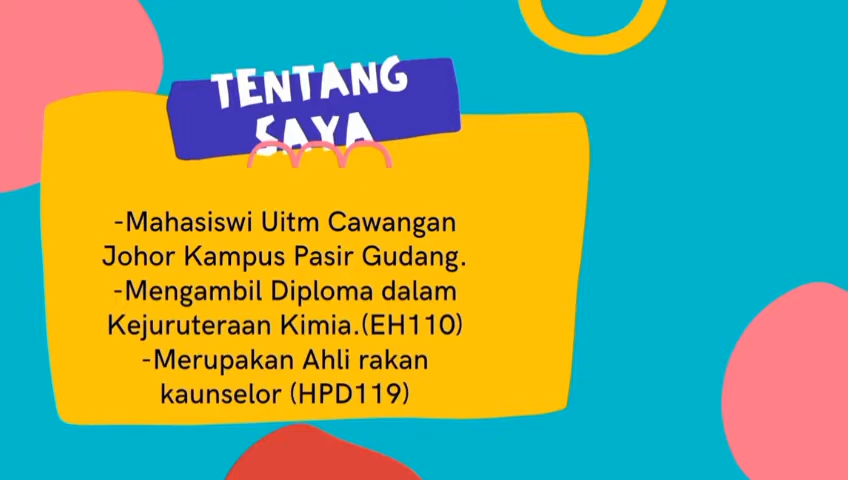 TENTANG
SAYA
-Mahasiswi Uitm Cawangan
Johor Kampus Pasir Gudang.
-Mengambil Diploma dalam
Kejuruteraan Kimia.(EH110)
-Merupakan Ahli rakan
kaunselor (HPD119)